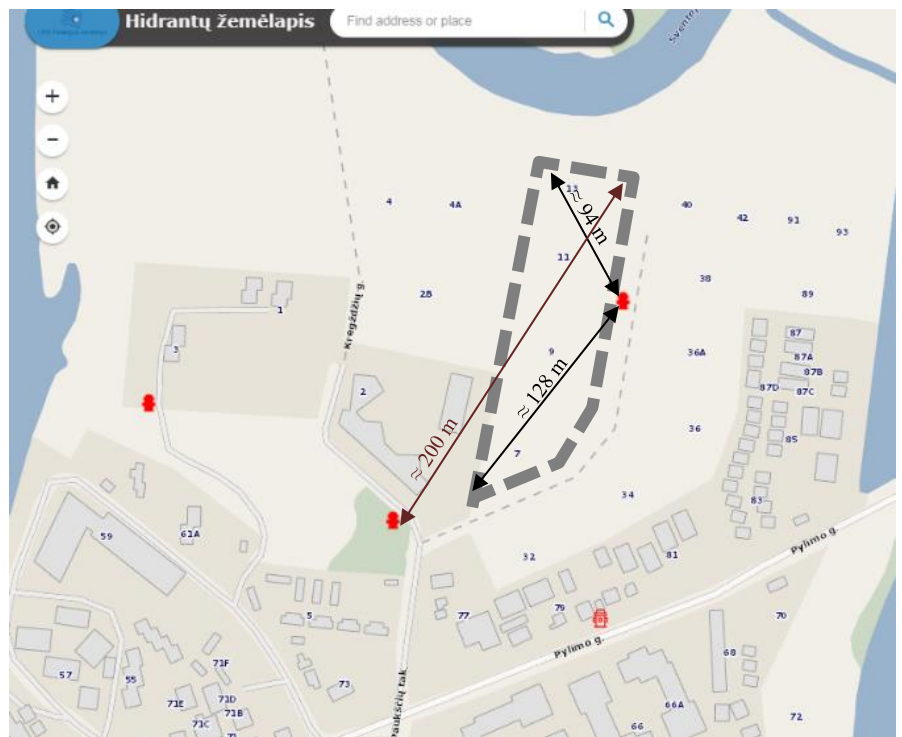 Hidrantų žemėlapis
Find address or place
13
4
4A
40
42
91
93
≈ 94 m
11
38
2B
89
1
Kregždžių g.
3
9
36A
87
87A
87B
87D
87C
2
≈ 128 m
36
85
≈ 200 m
7
34
83
59
61A
32
81
Pylimo g.
5
77
79
70
Pylimo g.
68
57
55
71F
73
71E
71D
71B
71C
66A
66
72
Paukščių tak.